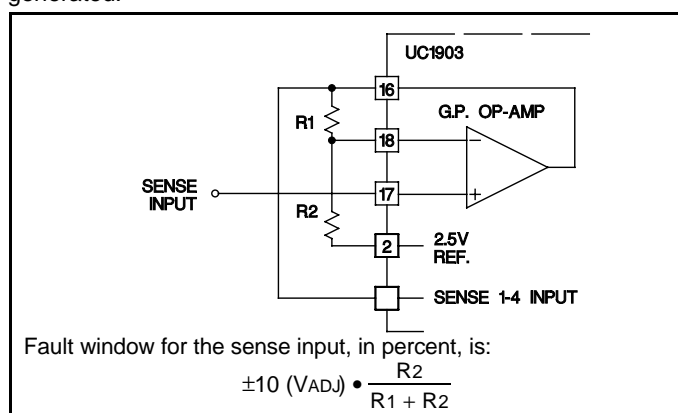 generated.
UC1903
16
G.P. OP-AMP
R1
18
−
SENSE
INPUT
17
+
R2
2
2.5V
REF.
SENSE 1-4 INPUT
Fault window for the sense input, in percent, is:
±10 (VADJ) • R2
R1 + R2